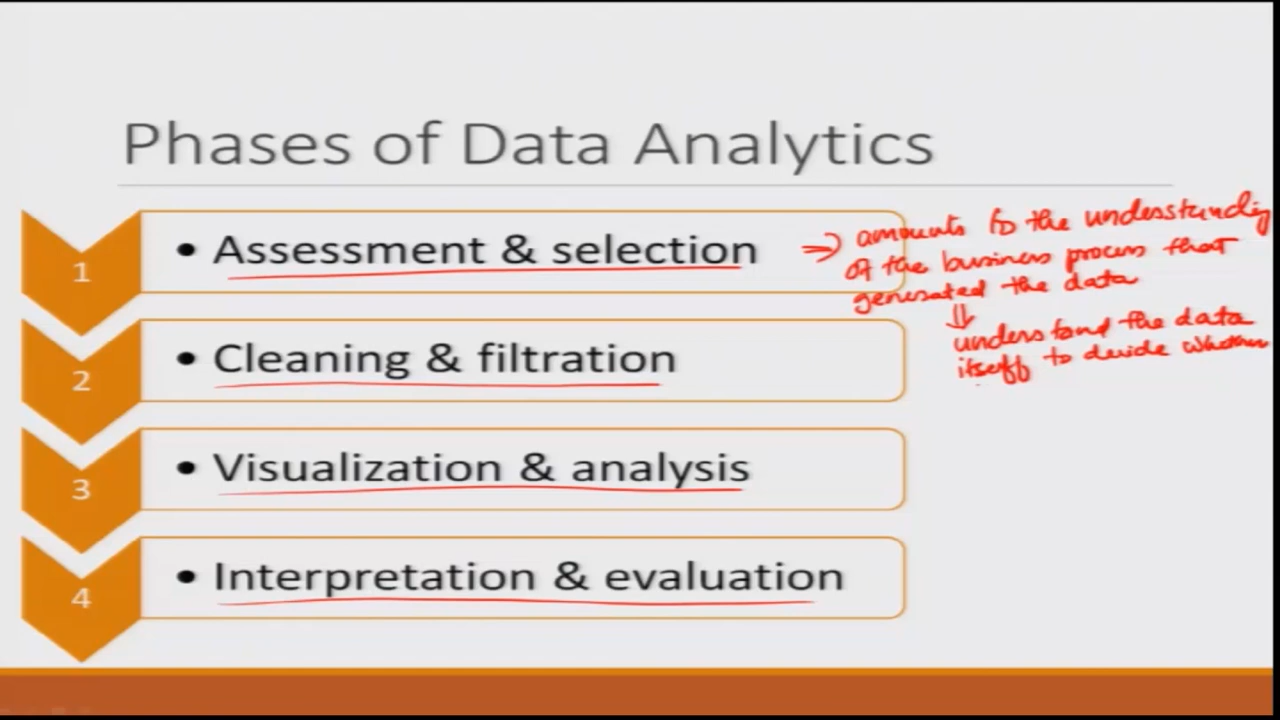 Phases of Data Analytics
1
• Assessment & selection
⇒ amounts to the understanding
of the business process that
generated the data
⇓
understand the data
itself to decide whether
2
• Cleaning & filtration
3
• Visualization & analysis
4
• Interpretation & evaluation